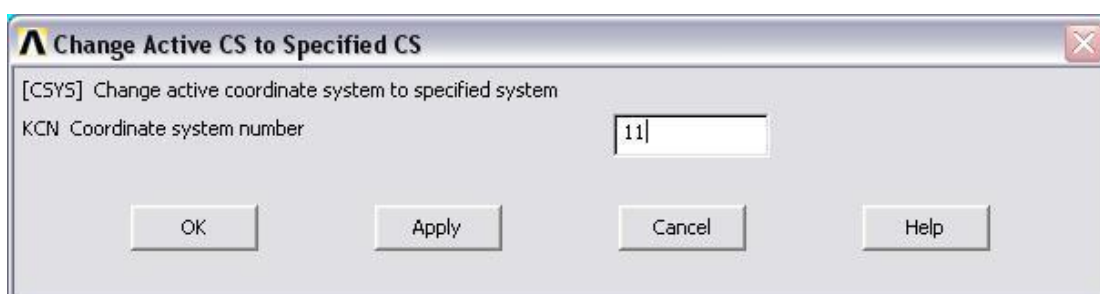 Change Active CS to Specified CS
[CSYS] Change active coordinate system to specified system
KCN Coordinate system number 11
OK Apply Cancel Help